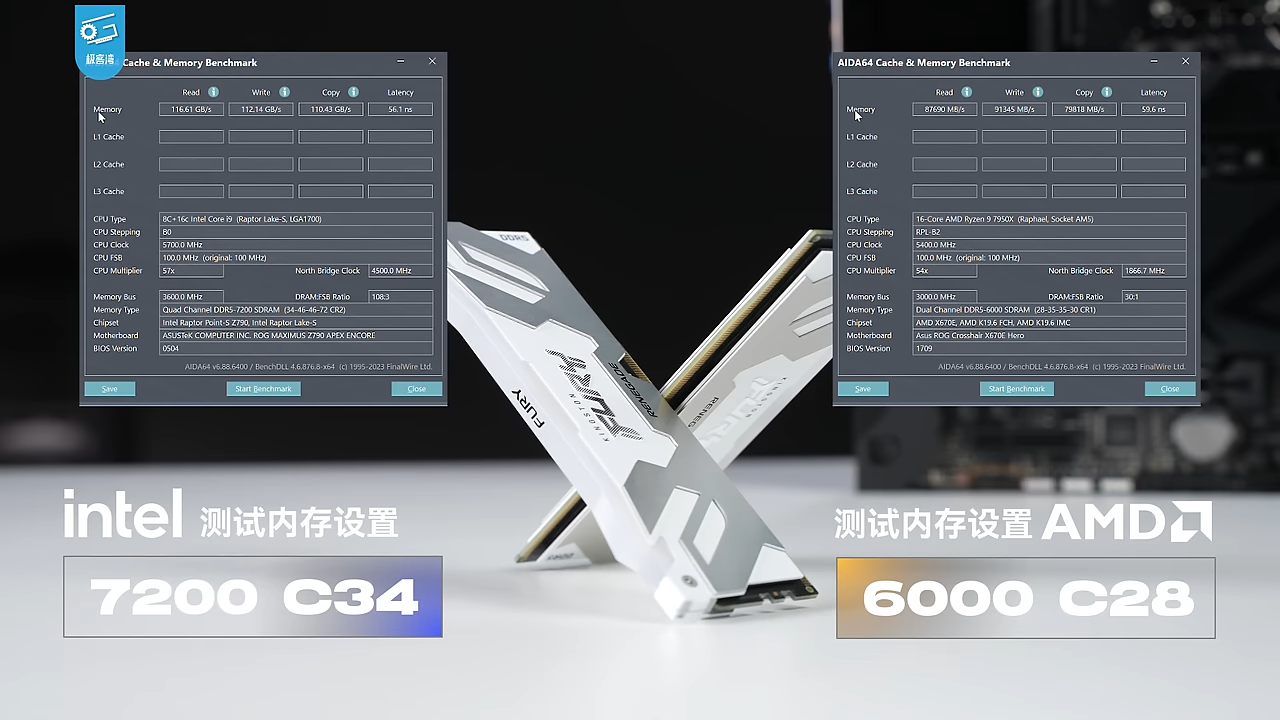 极客湾
Cache & Memory Benchmark
Read Write Copy Latency
Memory 116.61 GB/s 112.14 GB/s 110.43 GB/s 56.1 ns
L1 Cache
L2 Cache
L3 Cache
CPU Type 8C+16c Intel Core i9 (Raptor Lake-S, LGA1700)
CPU Stepping B0
CPU Clock 5700.0 MHz
CPU FSB 100.0 MHz (original: 100 MHz)
CPU Multiplier 57x North Bridge Clock 4500.0 MHz
Memory Bus 3600.0 MHz DRAM:FSB Ratio 108:3
Memory Type Quad Channel DDR5-7200 SDRAM (34-46-46-72 CR2)
Chipset Intel Raptor Point-S Z790, Intel Raptor Lake-S
Motherboard ASUSTeK COMPUTER INC. ROG MAXIMUS Z790 APEX ENCORE
BIOS Version 0504
AIDA64 v6.88.6400 / BenchDLL 4.6.876.8-x64 (c) 1995-2023 FinalWire Ltd.
Save Start Benchmark Close
AIDA64 Cache & Memory Benchmark
Read Write Copy Latency
Memory 87690 MB/s 91345 MB/s 79818 MB/s 59.6 ns
L1 Cache
L2 Cache
L3 Cache
CPU Type 16-Core AMD Ryzen 9 7950X (Raphael, Socket AM5)
CPU Stepping RPL-B2
CPU Clock 5400.0 MHz
CPU FSB 100.0 MHz (original: 100 MHz)
CPU Multiplier 54x North Bridge Clock 1866.7 MHz
Memory Bus 3000.0 MHz DRAM:FSB Ratio 30:1
Memory Type Dual Channel DDR5-6000 SDRAM (28-35-35-30 CR1)
Chipset AMD X670E, AMD K19.6 FCH, AMD K19.6 IMC
Motherboard Asus ROG Crosshair X670E Hero
BIOS Version 1709
AIDA64 v6.88.6400 / BenchDLL 4.6.876.8-x64 (c) 1995-2023 FinalWire Ltd.
Save Start Benchmark Close
DDR5
FURY
KINGSTON
FURY
RENEGADE
intel 测试内存设置
7200 C34
测试内存设置 AMD
6000 C28